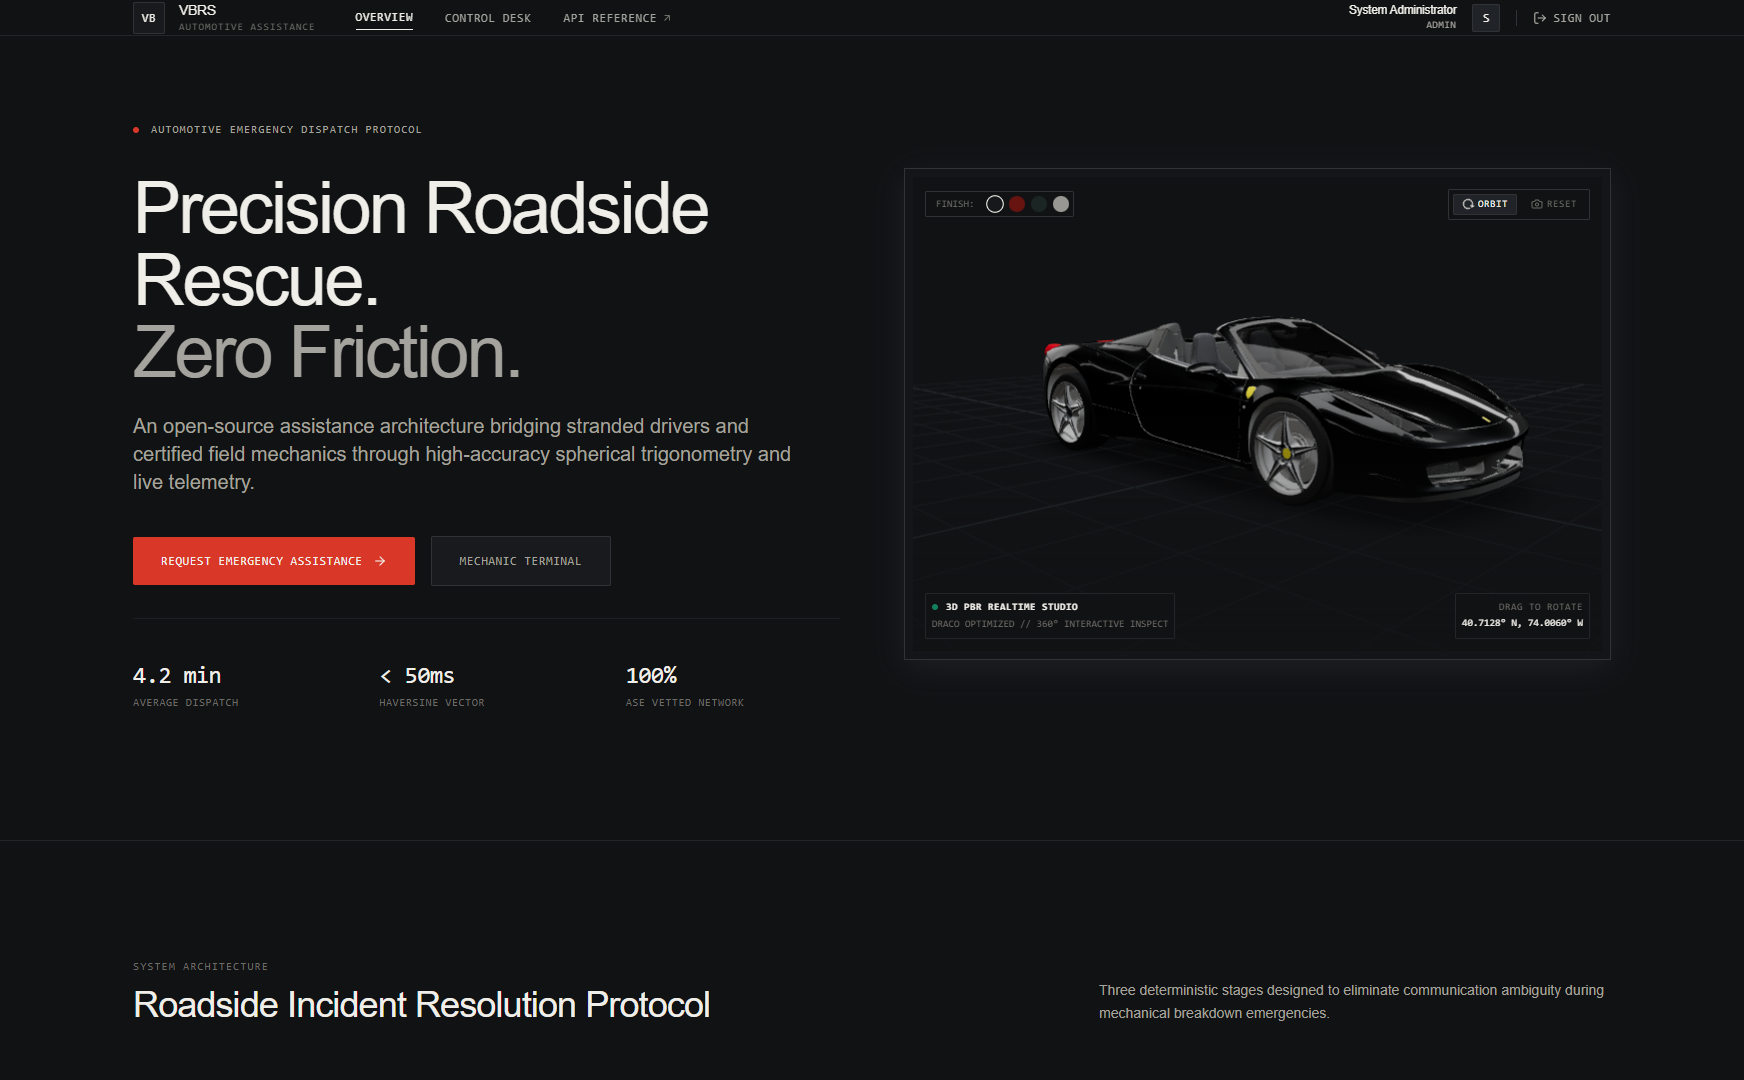 VB
VBRS
AUTOMOTIVE ASSISTANCE
OVERVIEW
CONTROL DESK
API REFERENCE ↗
System Administrator
ADMIN
S
SIGN OUT
AUTOMOTIVE EMERGENCY DISPATCH PROTOCOL
Precision Roadside
Rescue.
Zero Friction.
An open-source assistance architecture bridging stranded drivers and
certified field mechanics through high-accuracy spherical trigonometry and
live telemetry.
REQUEST EMERGENCY ASSISTANCE →
MECHANIC TERMINAL
4.2 min
AVERAGE DISPATCH
< 50ms
HAVERSINE VECTOR
100%
ASE VETTED NETWORK
FINISH:
ORBIT
RESET
3D PBR REALTIME STUDIO
DRACO OPTIMIZED // 360° INTERACTIVE INSPECT
DRAG TO ROTATE
40.7128° N, 74.0060° W
SYSTEM ARCHITECTURE
Roadside Incident Resolution Protocol
Three deterministic stages designed to eliminate communication ambiguity during
mechanical breakdown emergencies.